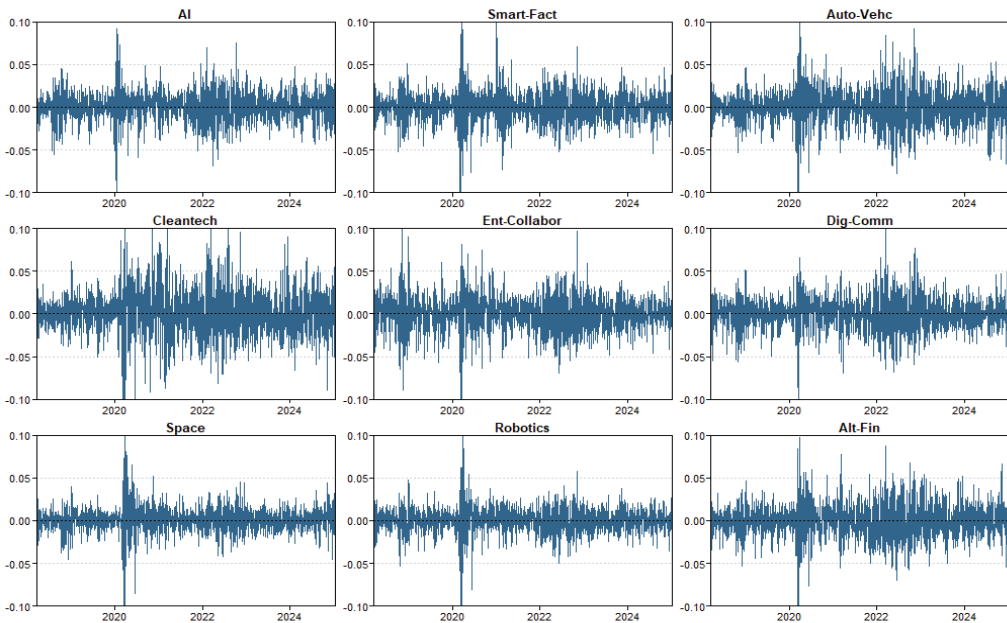 AI Smart-Fact Auto-Vehc
0.10 0.10 0.10
0.05 0.05 0.05
0.00 0.00 0.00
-0.05 -0.05 -0.05
-0.10 -0.10 -0.10
2020 2022 2024 2020 2022 2024 2020 2022 2024
Cleantech Ent-Collabor Dig-Comm
0.10 0.10 0.10
0.05 0.05 0.05
0.00 0.00 0.00
-0.05 -0.05 -0.05
-0.10 -0.10 -0.10
2020 2022 2024 2020 2022 2024 2020 2022 2024
Space Robotics Alt-Fin
0.10 0.10 0.10
0.05 0.05 0.05
0.00 0.00 0.00
-0.05 -0.05 -0.05
-0.10 -0.10 -0.10
2020 2022 2024 2020 2022 2024 2020 2022 2024